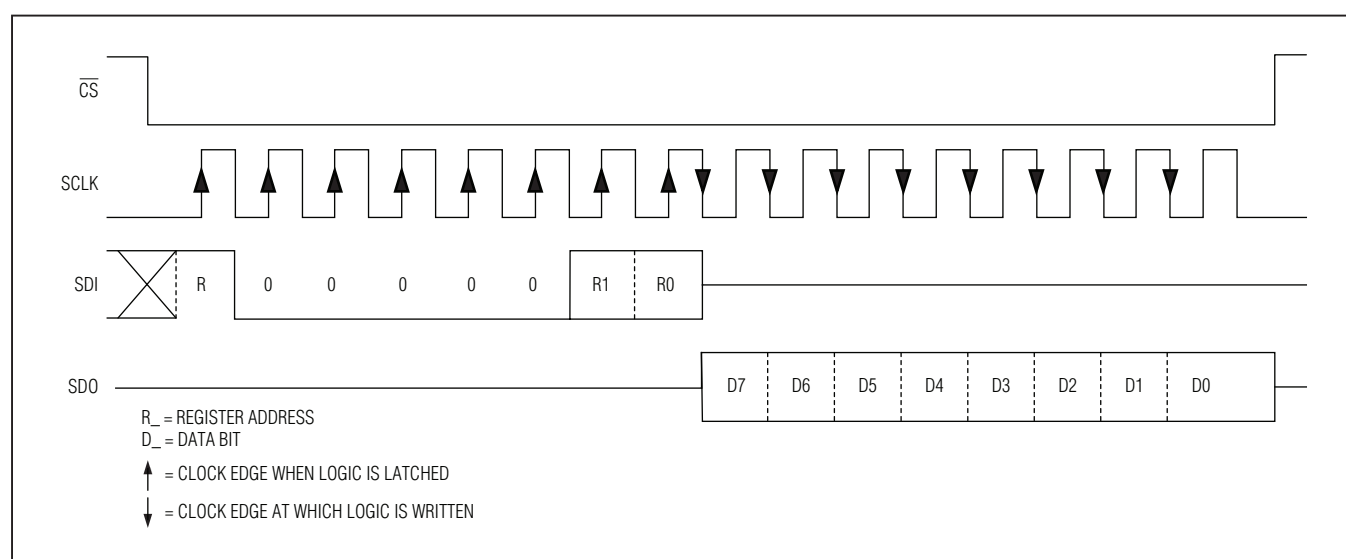 CS
SCLK
SDI R 0 0 0 0 0 R1 R0
SDO D7 D6 D5 D4 D3 D2 D1 D0
R_ = REGISTER ADDRESS
D_ = DATA BIT
= CLOCK EDGE WHEN LOGIC IS LATCHED
= CLOCK EDGE AT WHICH LOGIC IS WRITTEN